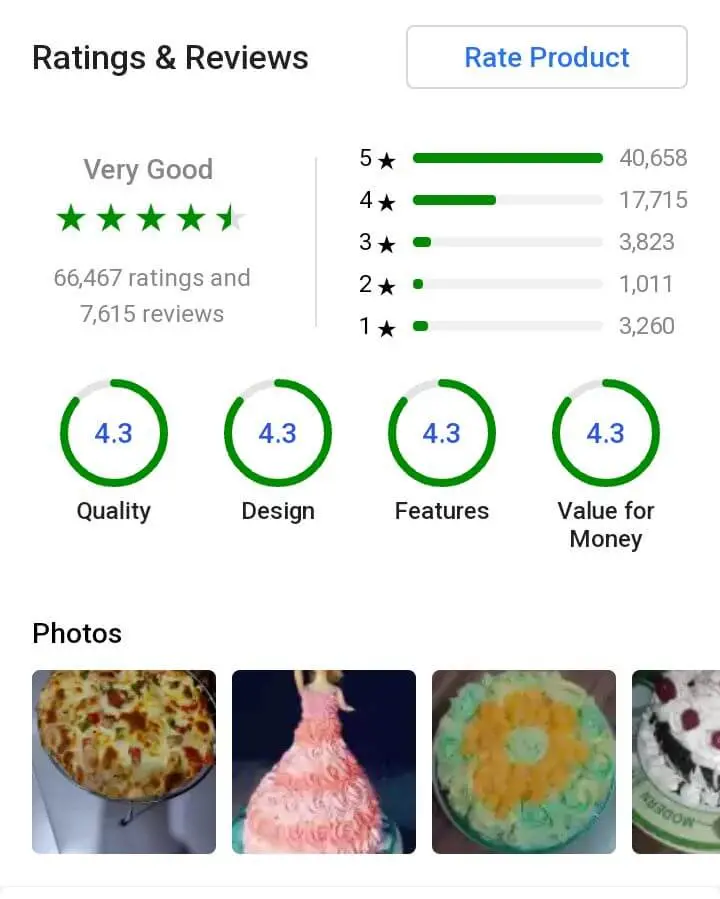 Ratings & Reviews
Rate Product
Very Good
66,467 ratings and
7,615 reviews
5 ★ 40,658
4 ★ 17,715
3 ★ 3,823
2 ★ 1,011
1 ★ 3,260
4.3 4.3 4.3 4.3
Quality Design Features Value for
Money
Photos
MODERN